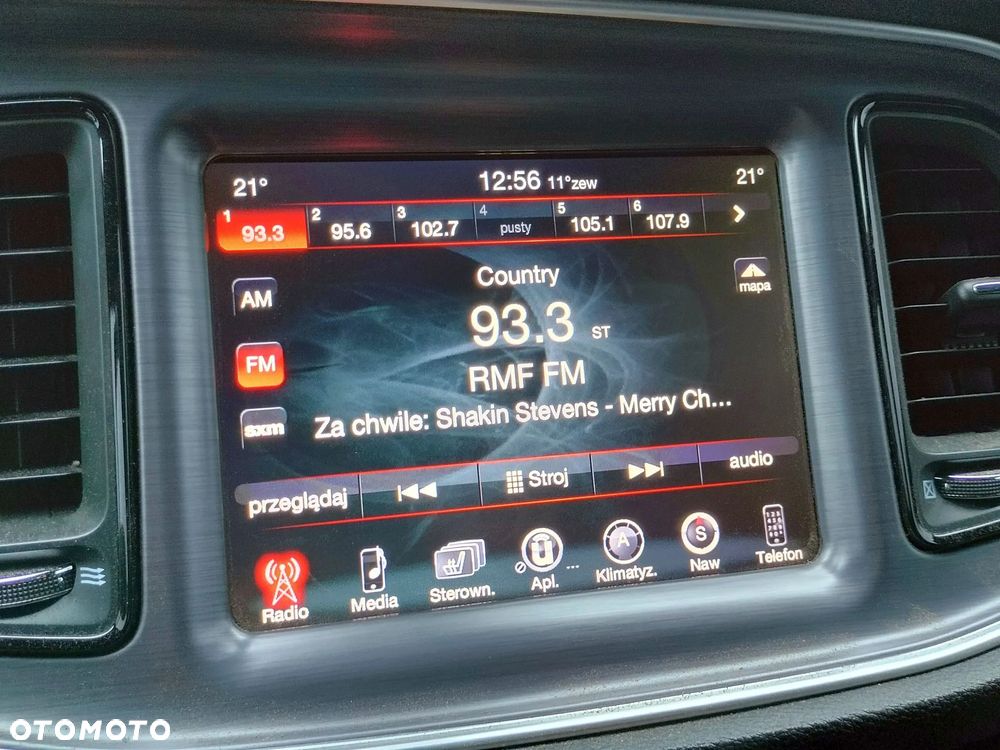 21° 12:56 11°zew 21°
1 93.3 2 95.6 3 102.7 4 pusty 5 105.1 6 107.9
Country
AM
mapa
93.3 ST
FM
RMF FM
sxm
Za chwile: Shakin Stevens - Merry Ch...
przeglądaj Stroj audio
Radio Media Sterown. Apl. Klimatyz. Naw Telefon
OTOMOTO